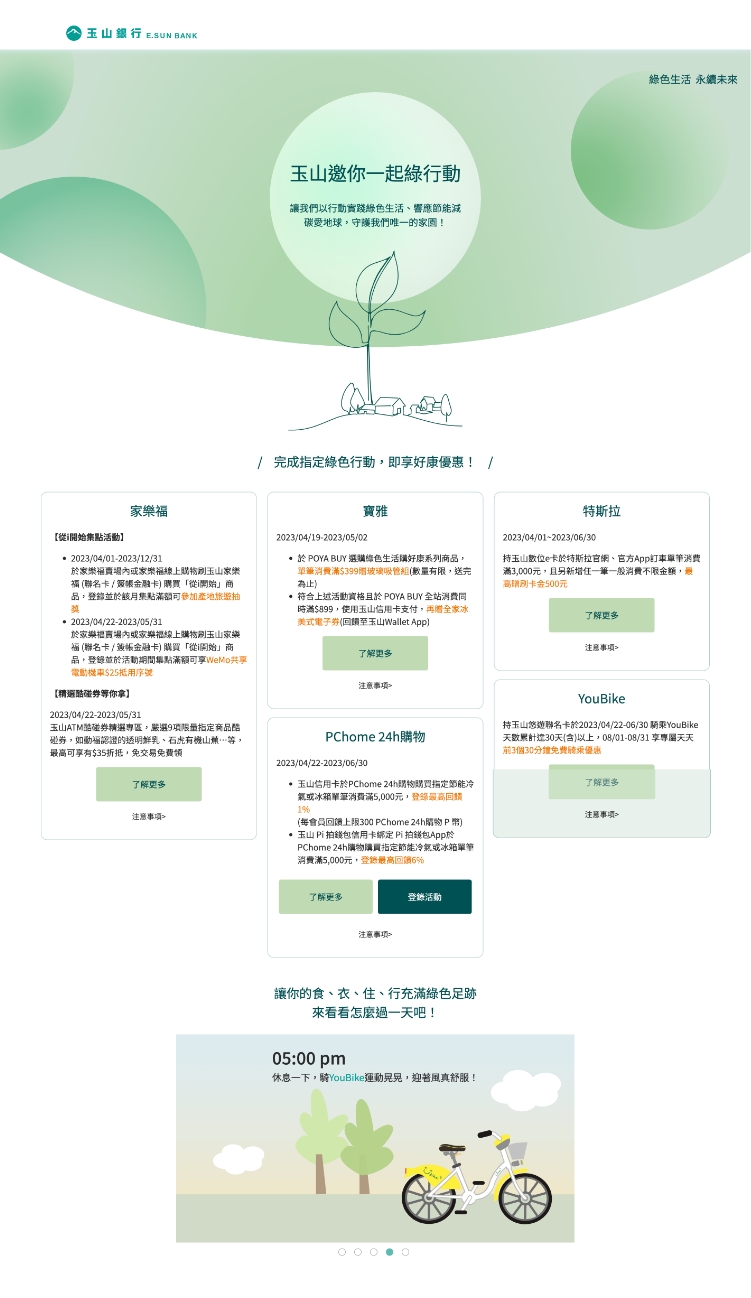 玉山銀行 E.SUN BANK
綠色生活 永續未來
玉山邀你一起綠行動
讓我們以行動實踐綠色生活、響應節能減
碳愛地球，守護我們唯一的家園！
/ 完成指定綠色行動，即享好康優惠！ /
家樂福
【從i開始集點活動】
• 2023/04/01-2023/12/31
於家樂福賣場內或家樂福線上購物刷玉山家樂
福 (聯名卡 / 簽帳金融卡) 購買「從i開始」商
品，登錄並於該月集點滿額可參加產地旅遊抽
獎
• 2023/04/22-2023/05/31
於家樂福賣場內或家樂福線上購物刷玉山家樂
福 (聯名卡 / 簽帳金融卡) 購買「從i開始」商
品，登錄並於活動期間集點滿額可享WeMo共享
電動機車$25抵用序號
【精選酷碰券等你拿】
2023/04/22-2023/05/31
玉山ATM酷碰券精選專區，嚴選9項限量指定商品酷
碰券，如動福認證的透明鮮乳、石虎有機山蕉…等，
最高可享有$35折抵，免交易免費領
了解更多
注意事項>
寶雅
2023/04/19-2023/05/02
• 於 POYA BUY 選購綠色生活購好康系列商品，
單筆消費滿$399贈玻璃吸管組(數量有限，送完
為止)
• 符合上述活動資格且於 POYA BUY 全站消費同
時滿$899，使用玉山信用卡支付，再贈全家冰
美式電子券(回饋至玉山Wallet App)
了解更多
注意事項>
PChome 24h購物
2023/04/22-2023/06/30
• 玉山信用卡於PChome 24h購物購買指定節能冷
氣或冰箱單筆消費滿5,000元，登錄最高回饋
1%
(每會員回饋上限300 PChome 24h購物 P 幣)
• 玉山 Pi 拍錢包信用卡綁定 Pi 拍錢包App於
PChome 24h購物購買指定節能冷氣或冰箱單筆
消費滿5,000元，登錄最高回饋6%
了解更多 登錄活動
注意事項>
特斯拉
2023/04/01~2023/06/30
持玉山數位e卡於特斯拉官網、官方App訂車單筆消費
滿3,000元，且另新增任一筆一般消費不限金額，最
高贈刷卡金500元
了解更多
注意事項>
YouBike
持玉山悠遊聯名卡於2023/04/22-06/30 騎乘YouBike
天數累計達30天(含)以上，08/01-08/31 享專屬天天
前3個30分鐘免費騎乘優惠
了解更多
注意事項>
讓你的食、衣、住、行充滿綠色足跡
來看看怎麼過一天吧！
05:00 pm
休息一下，騎YouBike運動晃晃，迎著風真舒服！